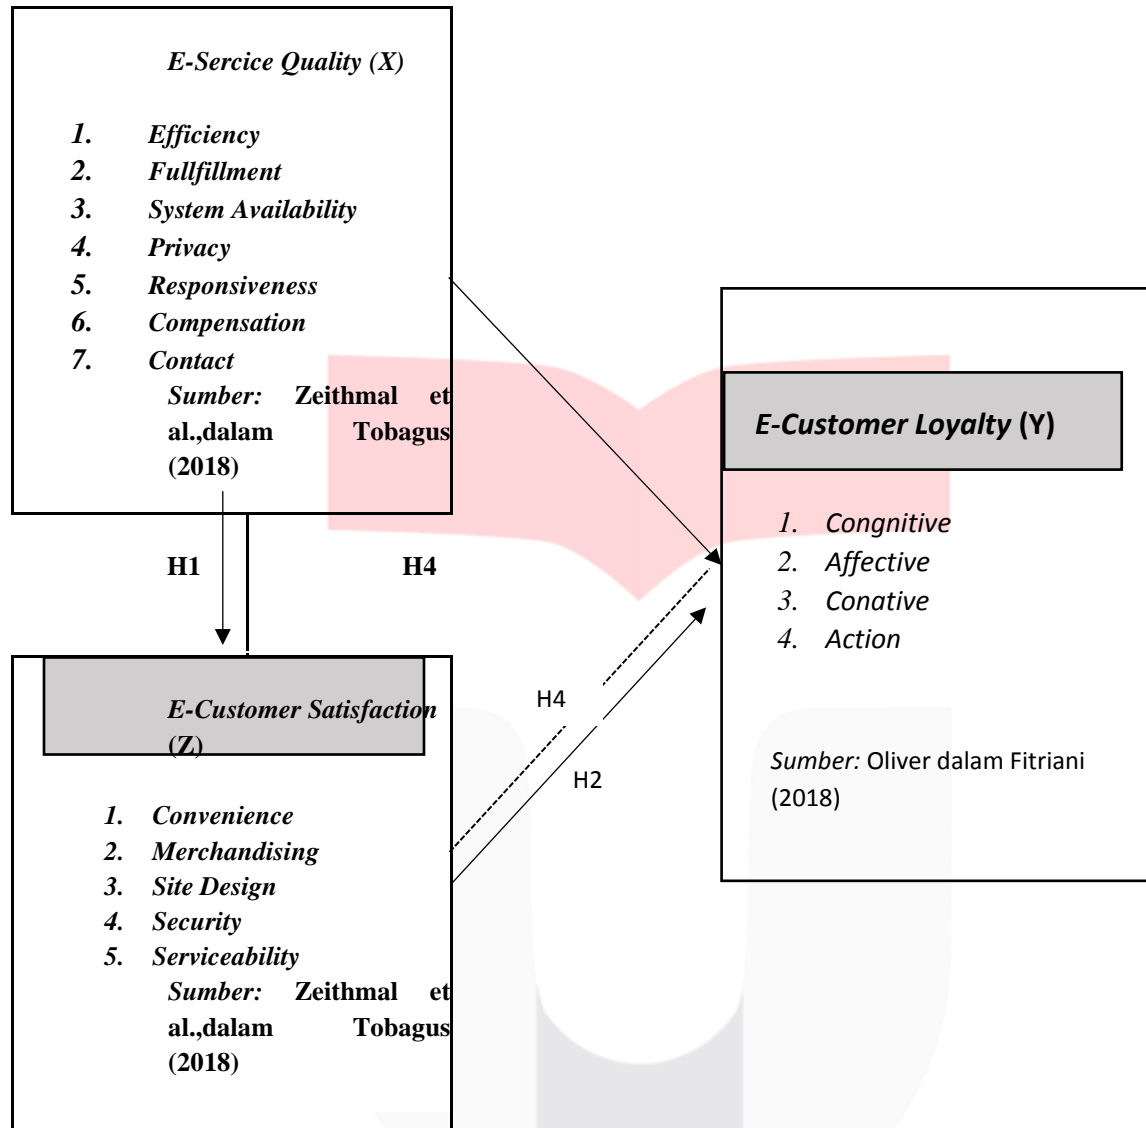 E-Sercice Quality (X)
1. Efficiency
2. Fullfillment
3. System Availability
4. Privacy
5. Responsiveness
6. Compensation
7. Contact
Sumber: Zeithmal et
al.,dalam Tobagus
(2018)
H1 H4
E-Customer Satisfaction
(Z)
1. Convenience
2. Merchandising
3. Site Design
4. Security
5. Serviceability
Sumber: Zeithmal et
al.,dalam Tobagus
(2018)
H4
H2
E-Customer Loyalty (Y)
1. Congnitive
2. Affective
3. Conative
4. Action
Sumber: Oliver dalam Fitriani
(2018)